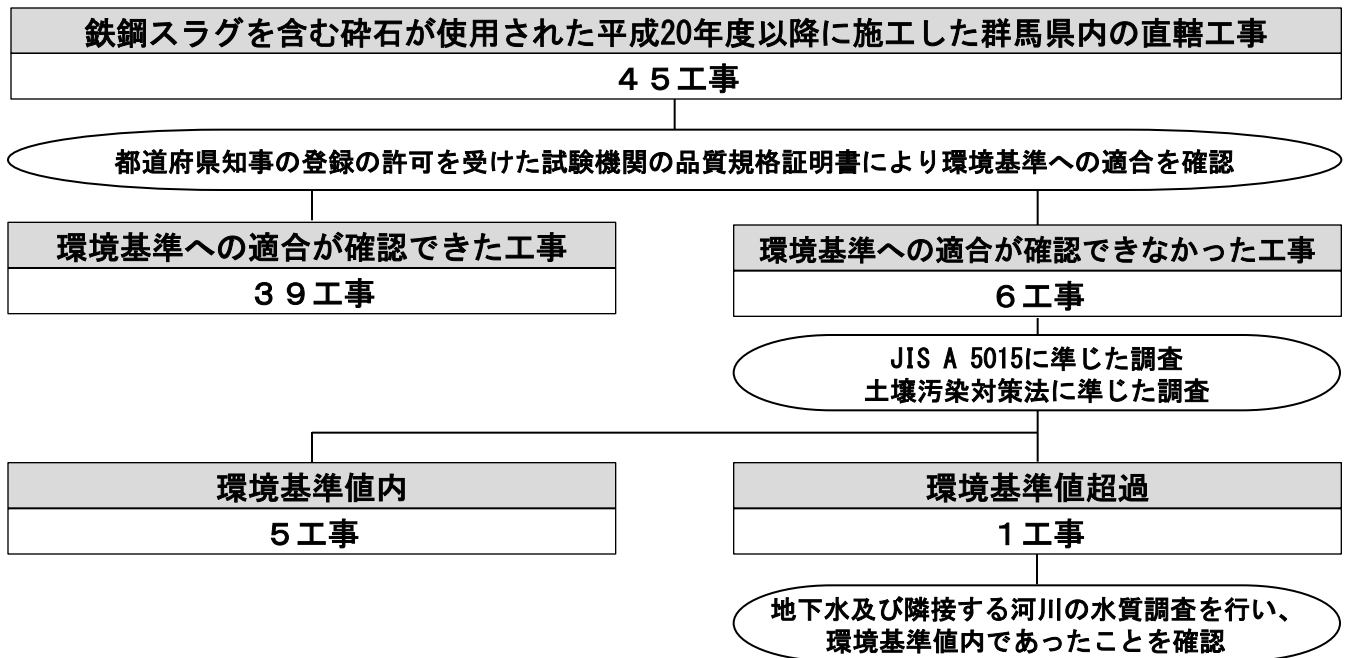 鉄鋼スラグを含む砕石が使用された平成20年度以降に施工した群馬県内の直轄工事
４５工事
都道府県知事の登録の許可を受けた試験機関の品質規格証明書により環境基準への適合を確認
環境基準への適合が確認できた工事
３９工事
環境基準への適合が確認できなかった工事
６工事
JIS A 5015に準じた調査
土壌汚染対策法に準じた調査
環境基準値内
５工事
環境基準値超過
１工事
地下水及び隣接する河川の水質調査を行い、
環境基準値内であったことを確認